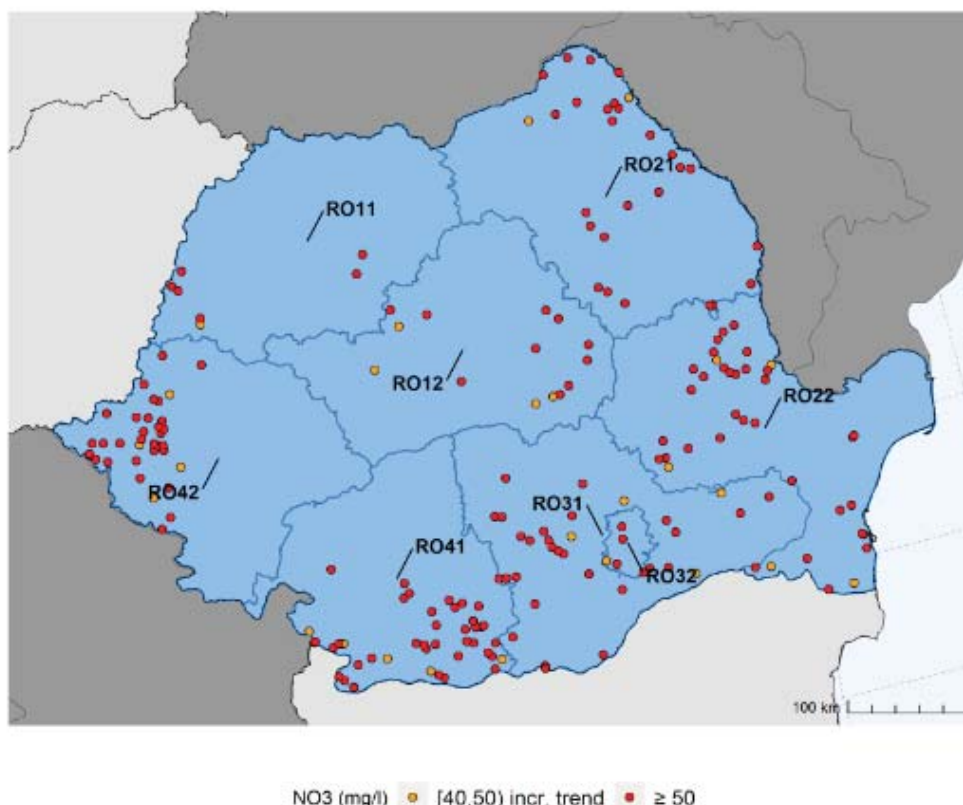 RO21
RO11
RO12
RO22
RO42
RO31
RO41
RO32
100 km
NO3 (mg/l) [40,50) incr. trend ≥ 50